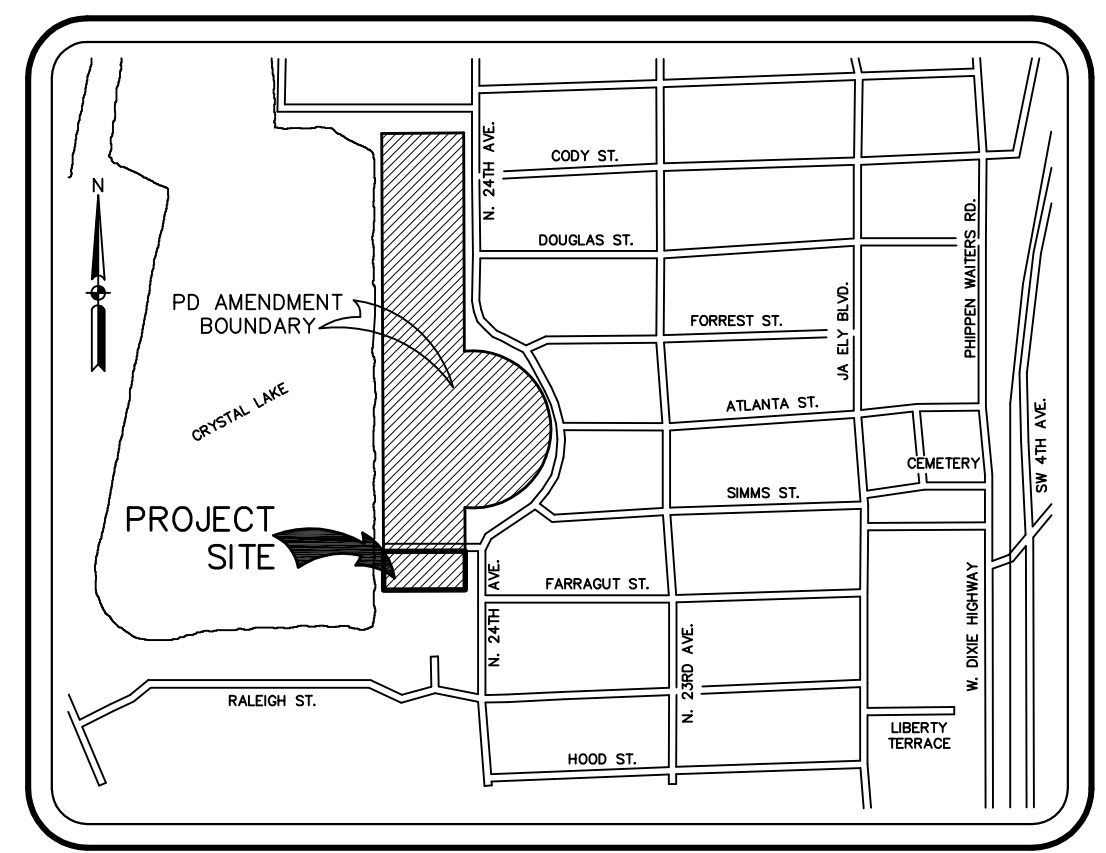 N. 24TH AVE.
CODY ST.
N
DOUGLAS ST.
PHIPPEN WAITERS RD.
PD AMENDMENT
BOUNDARY
JA ELY BLVD.
FORREST ST.
CRYSTAL LAKE
ATLANTA ST.
SW 4TH AVE.
CEMETERY
SIMMS ST.
PROJECT
SITE
N. 24TH AVE.
FARRAGUT ST.
W. DIXIE HIGHWAY
N. 23RD AVE.
RALEIGH ST.
LIBERTY
TERRACE
HOOD ST.